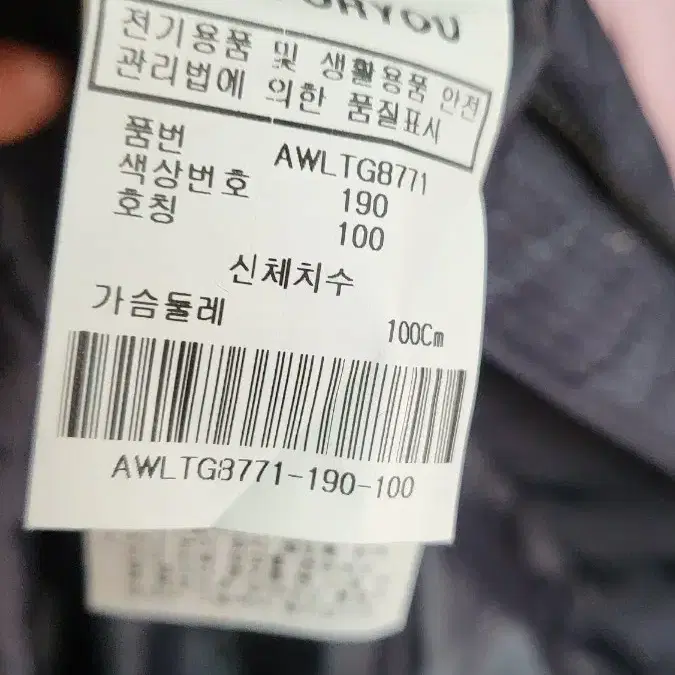 전기용품 및 생활용품 안전
관리법에 의한 품질표시
품번 AWLTG8771
색상번호 190
호칭 100
신체치수
가슴둘레 100Cm
AWLTG8771-190-100